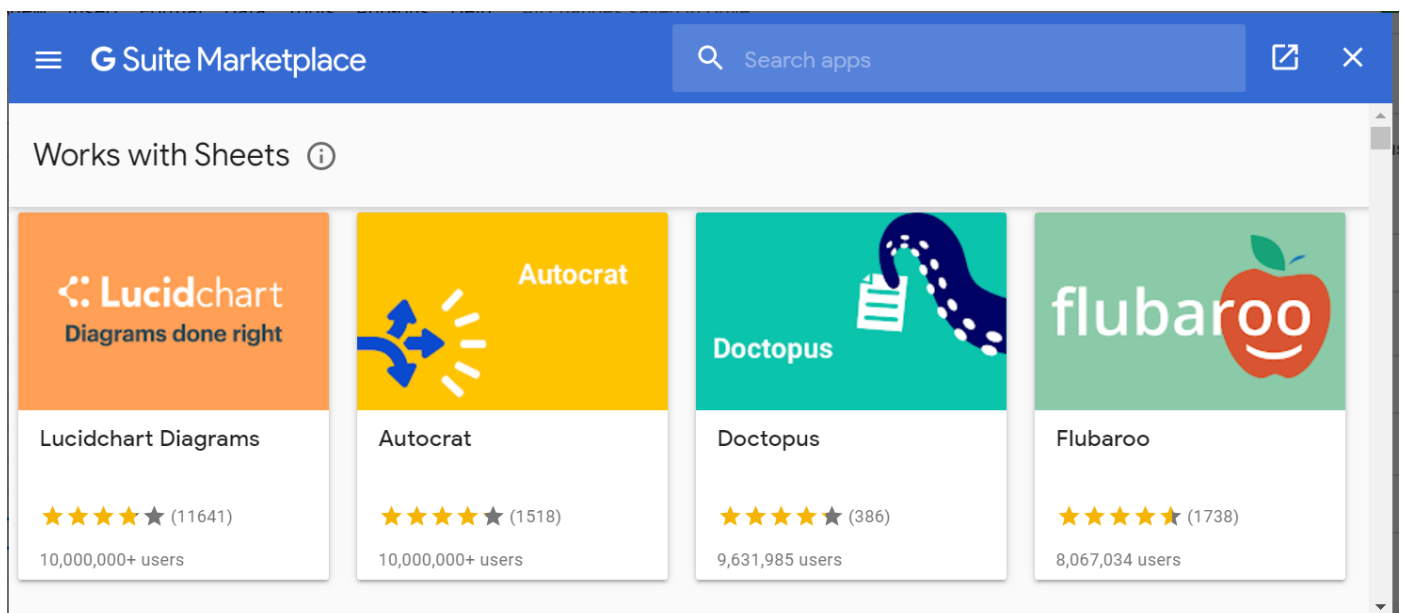 G Suite Marketplace
Search apps
Works with Sheets
Lucidchart
Diagrams done right
Autocrat
Doctopus
flubaroo
Lucidchart Diagrams
Autocrat
Doctopus
Flubaroo
(11641)
(1518)
(386)
(1738)
10,000,000+ users
10,000,000+ users
9,631,985 users
8,067,034 users